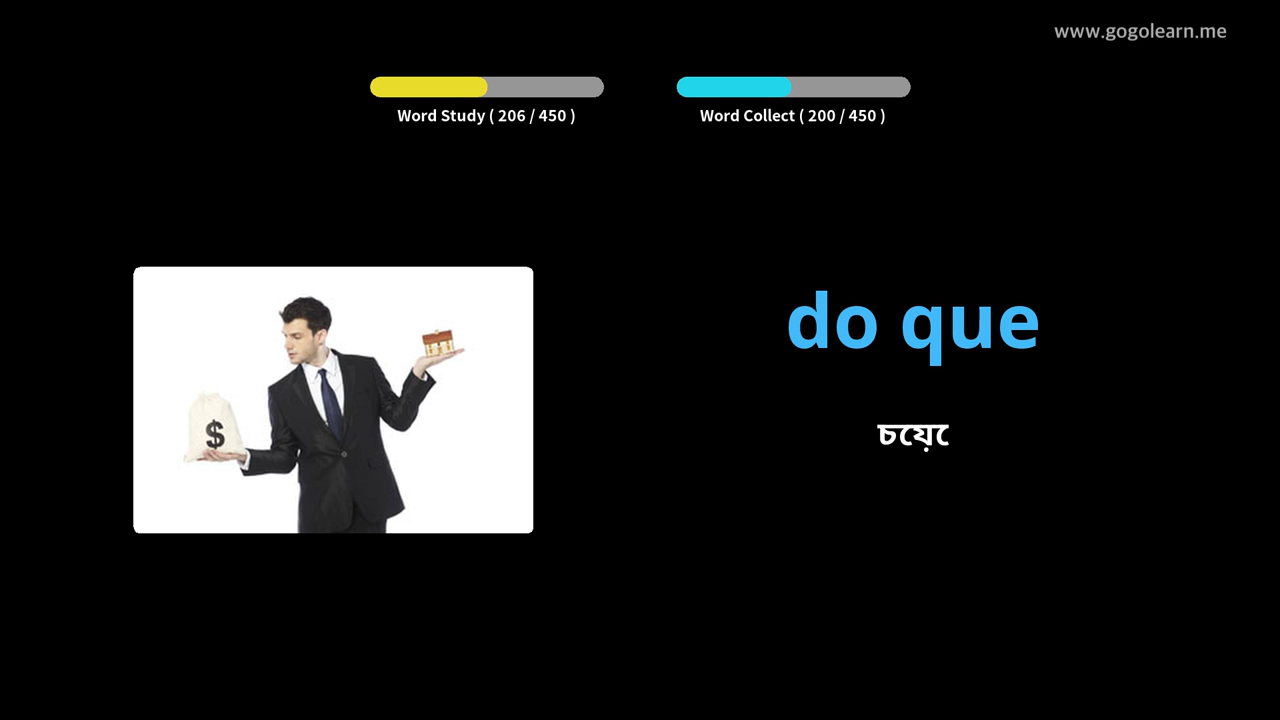 www.gogolearn.me
Word Study ( 206 / 450 )
Word Collect ( 200 / 450 )
do que
চেয়ে
$